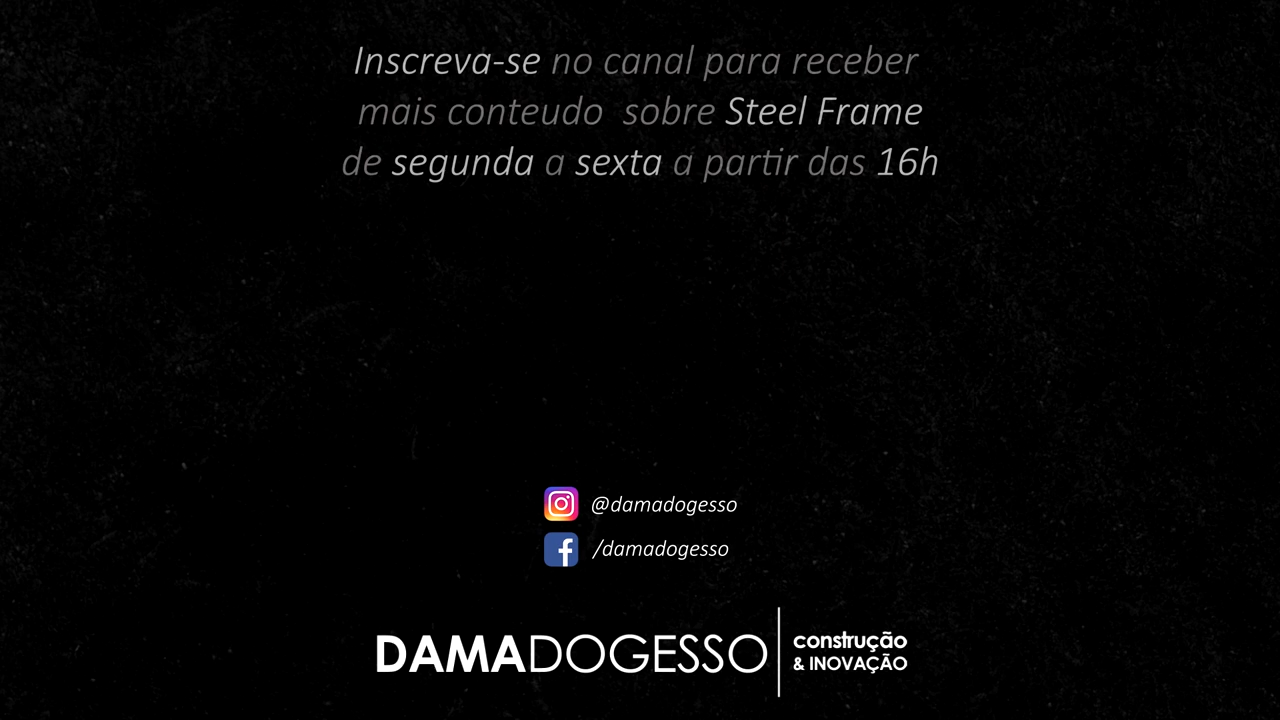 Inscreva-se no canal para receber
mais conteudo sobre Steel Frame
de segunda a sexta a partir das 16h
@damadogesso
/damadogesso
DAMADOGESSO
construção
& INOVAÇÃO